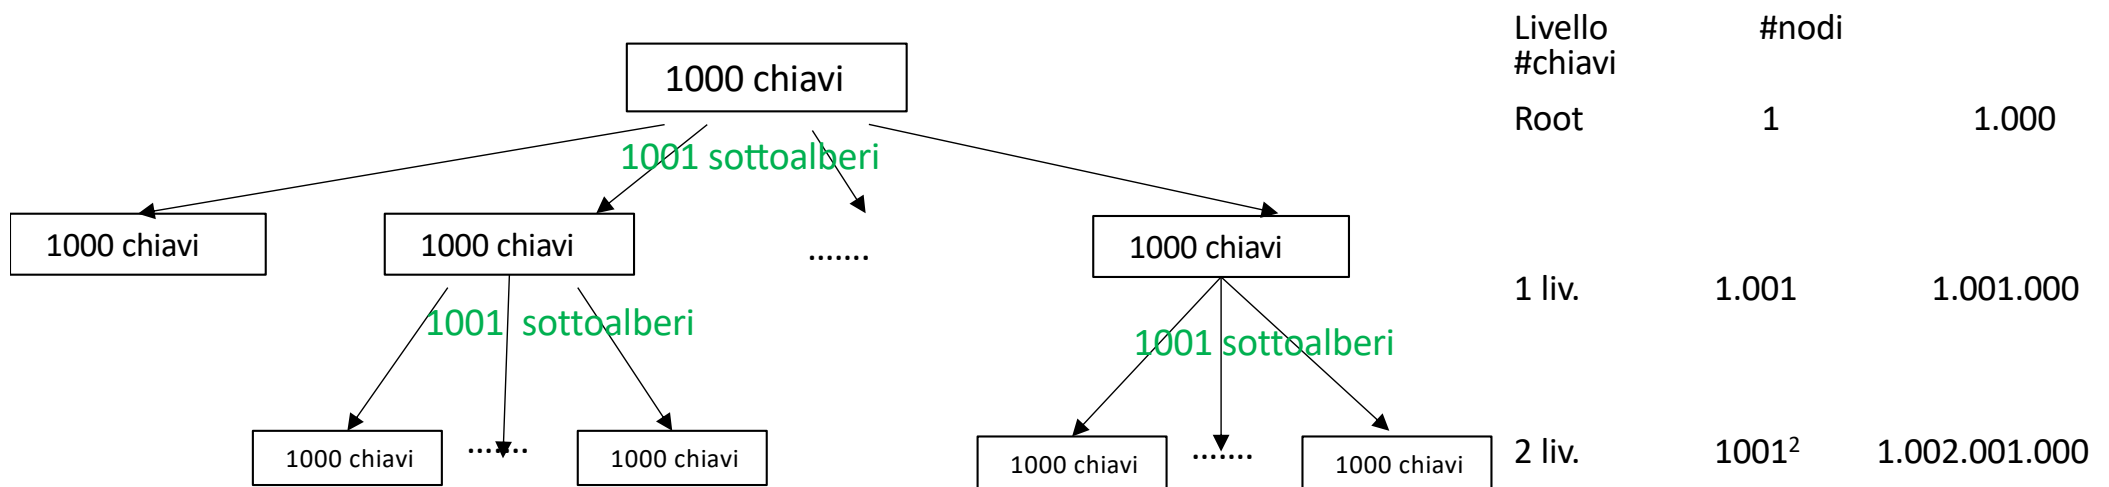 Livello #nodi
#chiavi
1000 chiavi
Root 1 1.000
1001 sottoalberi
1000 chiavi 1000 chiavi ....... 1000 chiavi
1 liv. 1.001 1.001.000
1001 sottoalberi 1001 sottoalberi
1000 chiavi ....... 1000 chiavi 1000 chiavi ....... 1000 chiavi
2 liv. 1001² 1.002.001.000